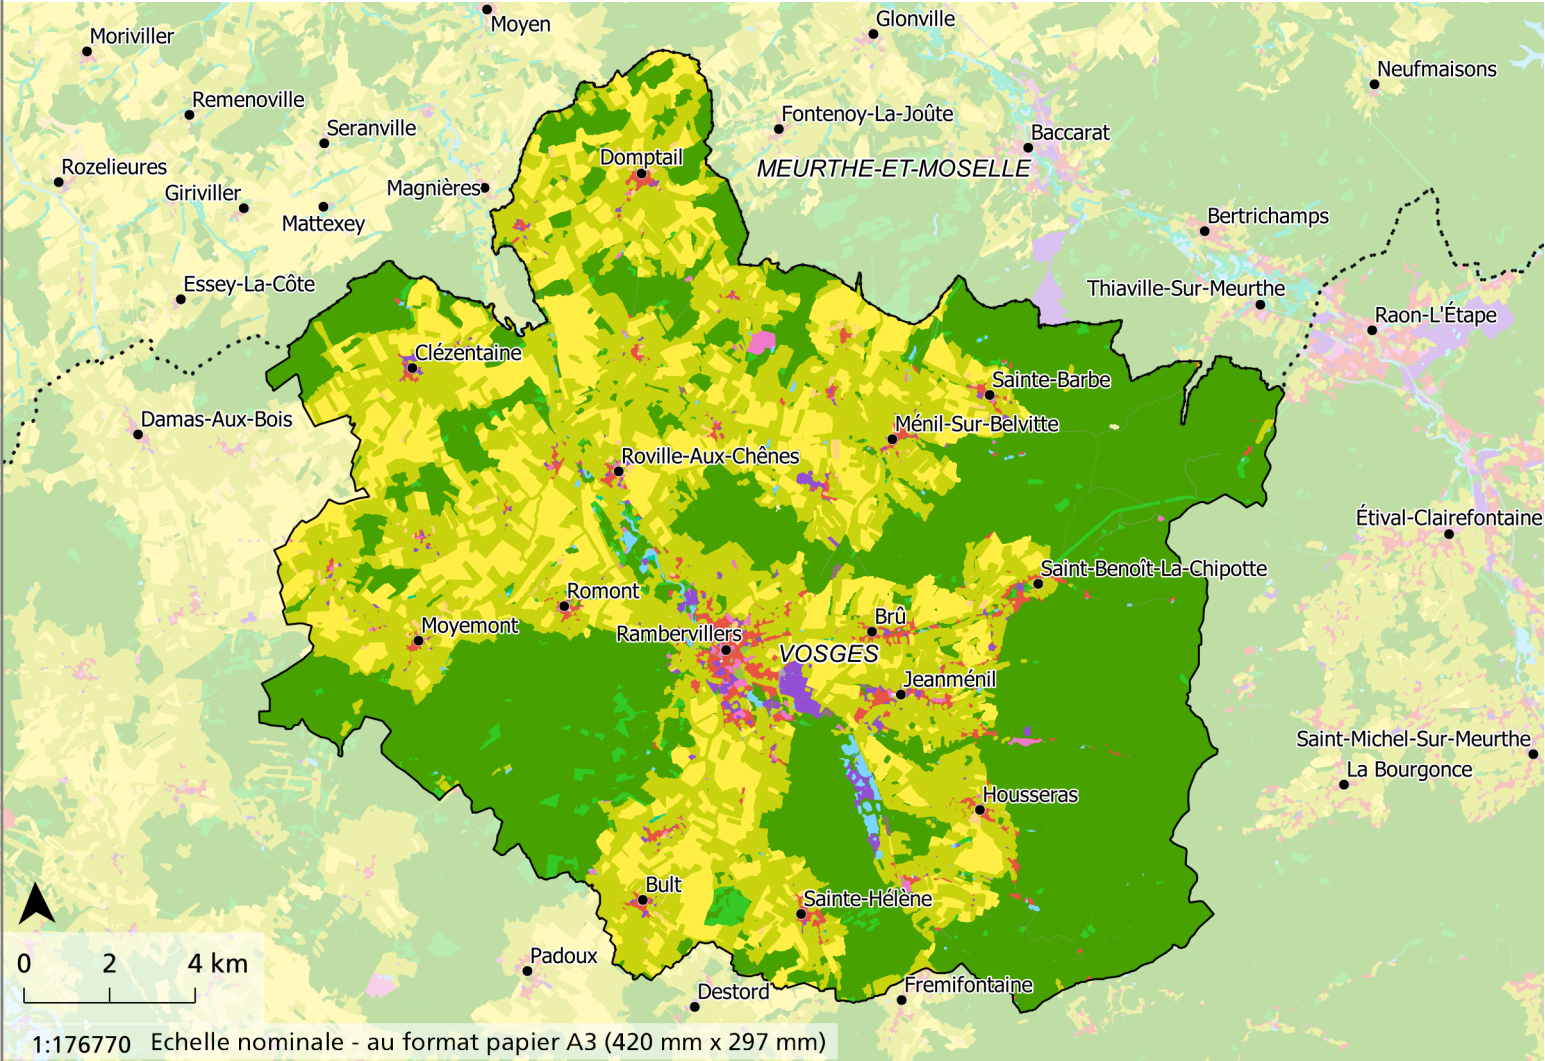 Moyen
Glonville
Moriviller
Neufmaisons
Remenoville
Fontenoy-La-Joûte
Seranville
Baccarat
Domptail
Rozelieures
MEURTHE-ET-MOSELLE
Giriviller
Magnières
Mattexey
Bertrichamps
Essey-La-Côte
Thiaville-Sur-Meurthe
Raon-L'Étape
Clézentaine
Sainte-Barbe
Damas-Aux-Bois
Ménil-Sur-Belvitte
Roville-Aux-Chênes
Étival-Clairefontaine
Saint-Benoît-La-Chipotte
Romont
Brû
Moyemont
Rambervillers
VOSGES
Jeanménil
Saint-Michel-Sur-Meurthe
La Bourgonce
Housseras
Bult
Sainte-Hélène
Padoux
0 2 4 km
Fremifontaine
Destord
1:176770 Echelle nominale - au format papier A3 (420 mm x 297 mm)